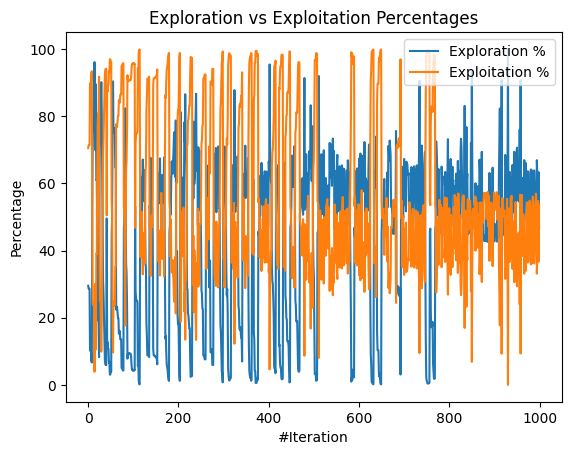 Exploration vs Exploitation Percentages
Exploration %
Exploitation %
Percentage
100
80
60
40
20
0
0 200 400 600 800 1000
#Iteration